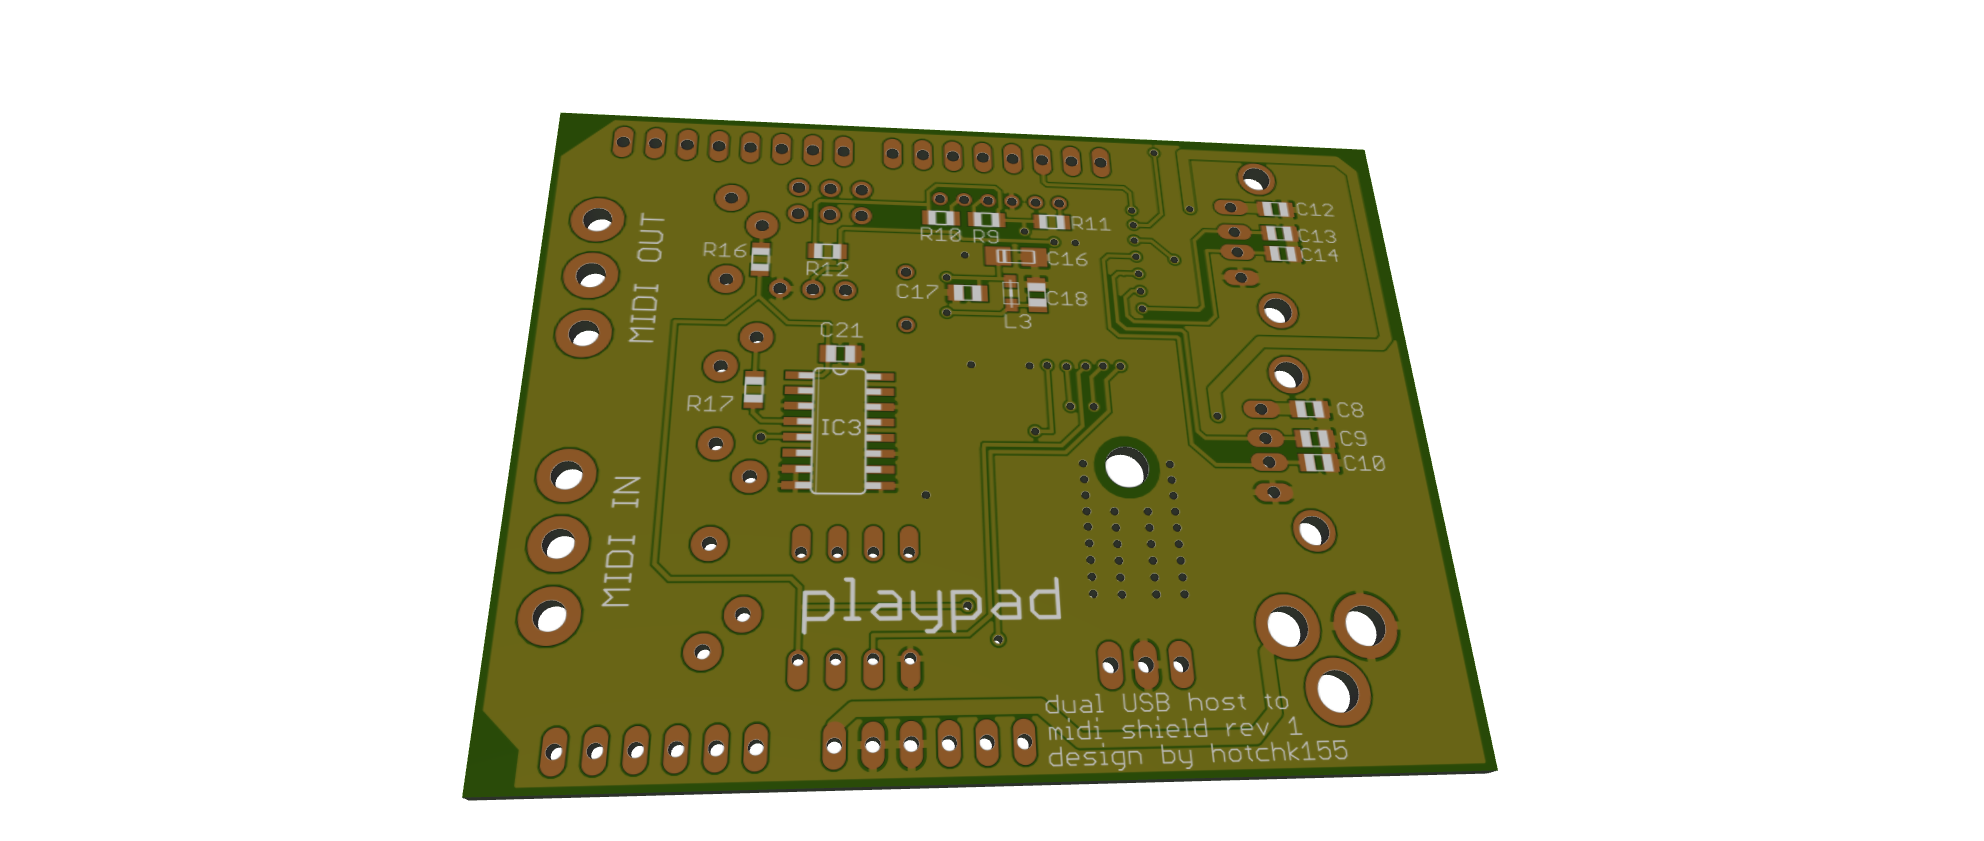 C12
C13
C14
R10
R9
R11
R16
R12
C16
C17
C18
L3
MIDI OUT
C21
R17
IC3
C8
C9
C10
MIDI IN
playpad
dual USB host to
midi shield rev 1
design by hotchk155